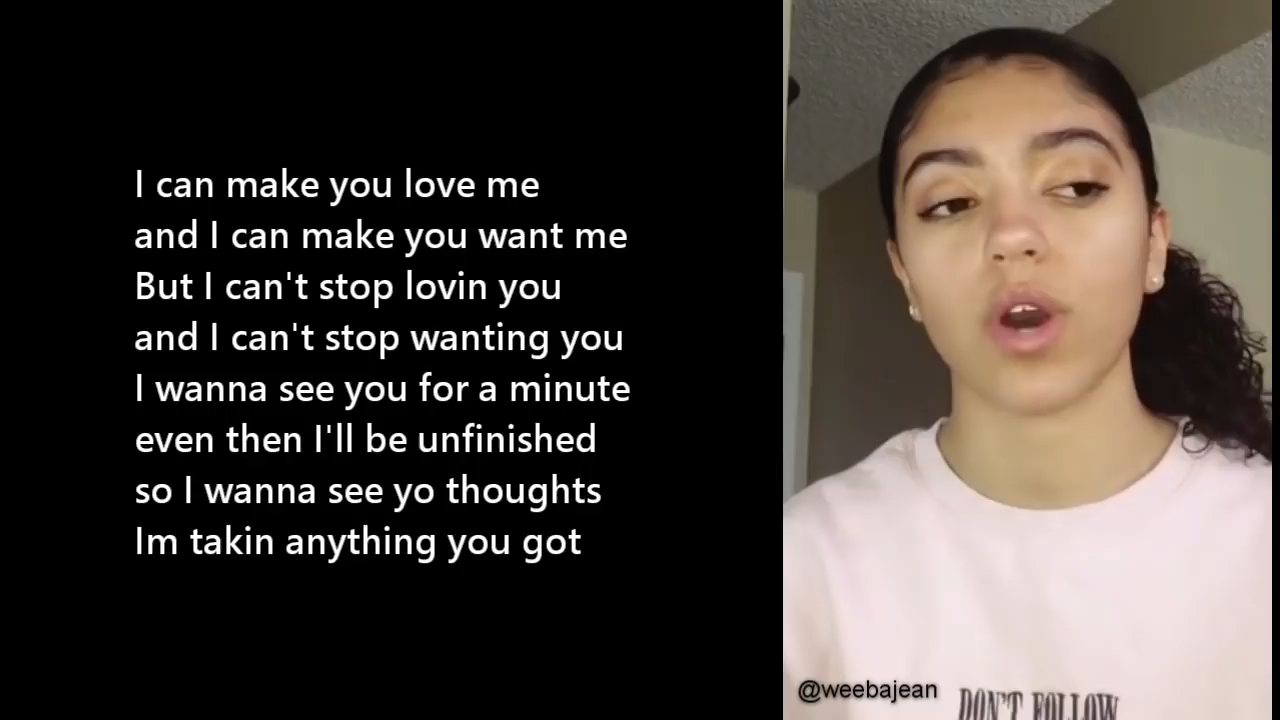 I can make you love me
and I can make you want me
But I can't stop lovin you
and I can't stop wanting you
I wanna see you for a minute
even then I'll be unfinished
so I wanna see yo thoughts
Im takin anything you got
@weebajean
DON'T FOLLOW